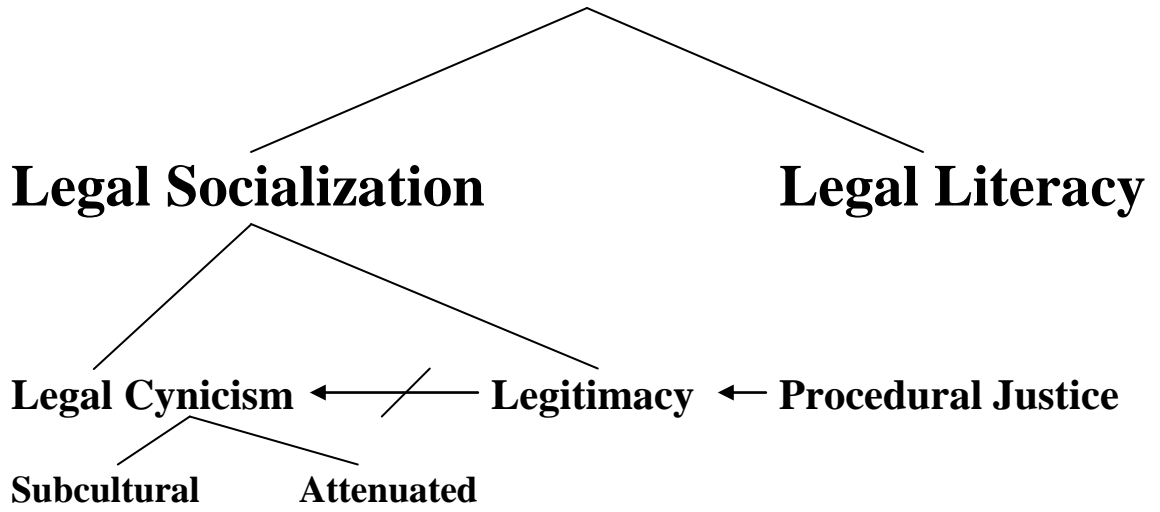 Legal Socialization Legal Literacy
Legal Cynicism Legitimacy Procedural Justice
Subcultural Attenuated